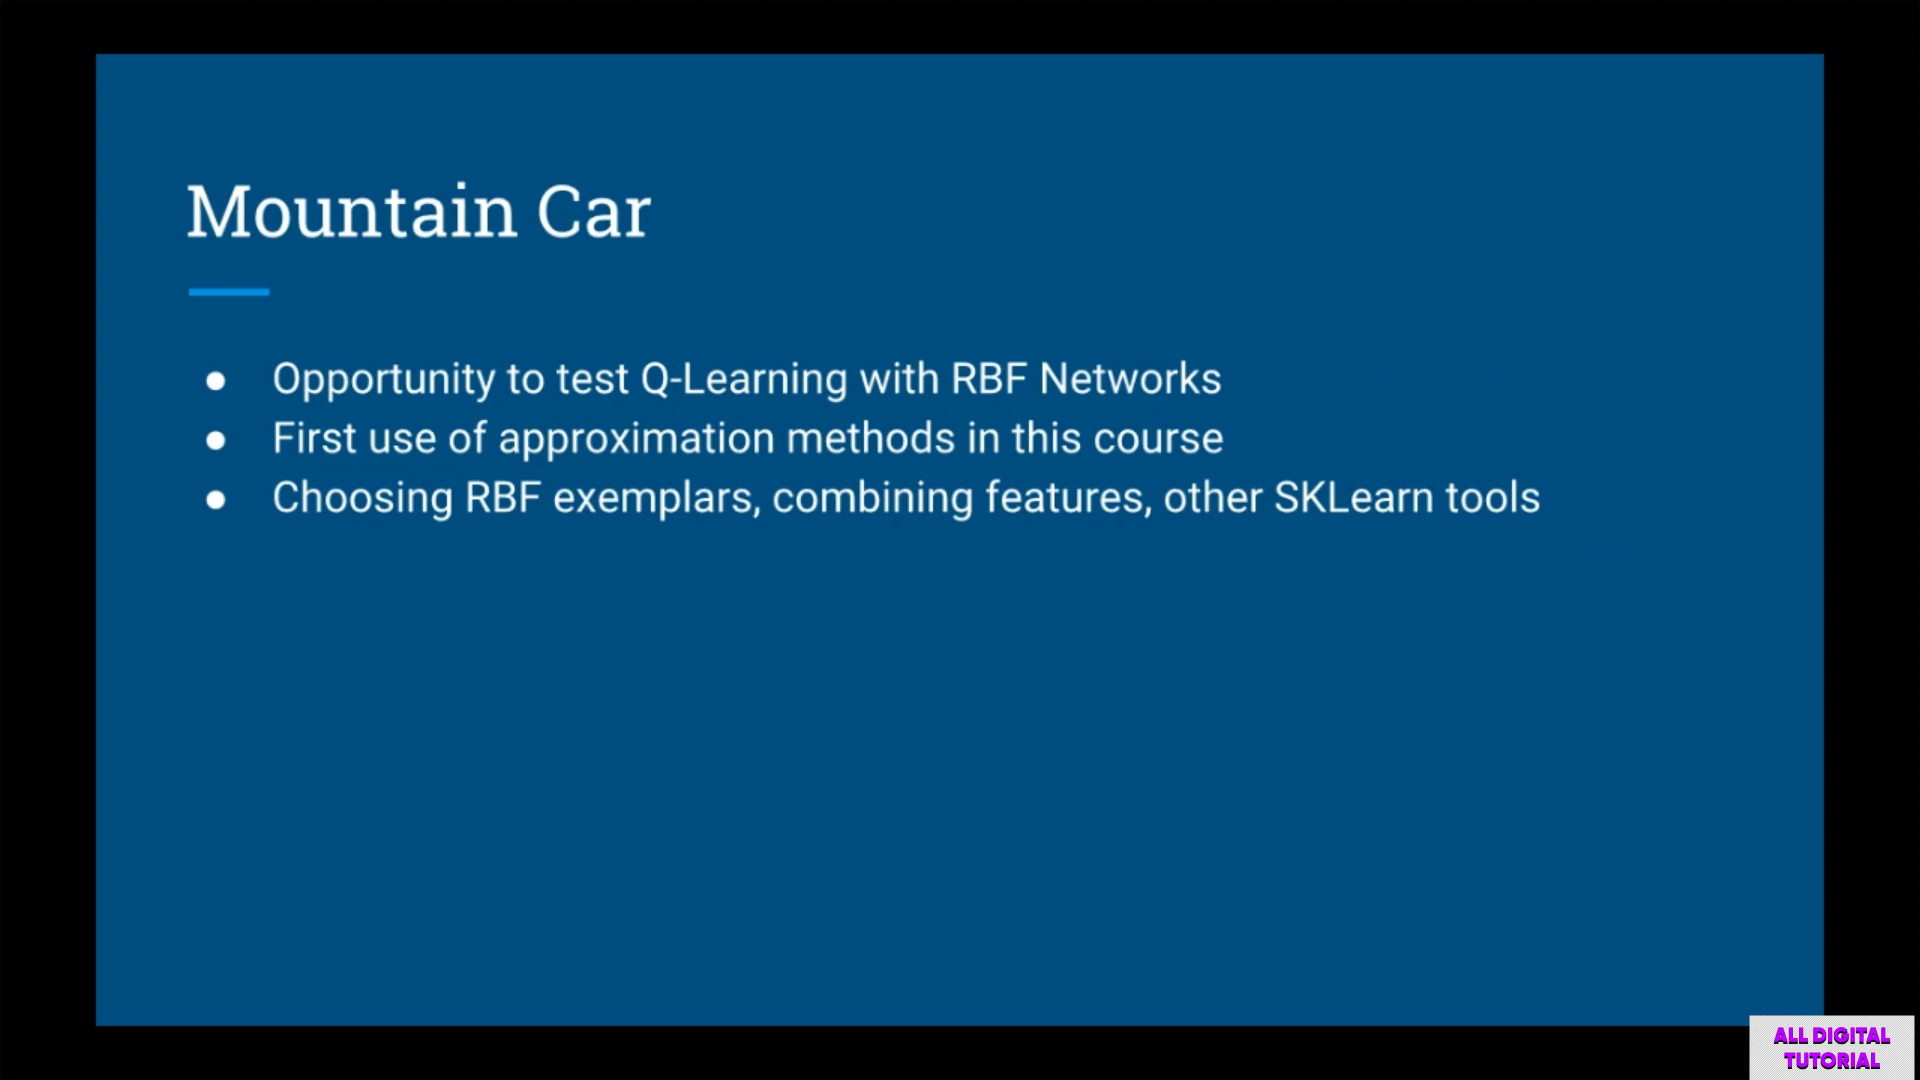 Mountain Car
● Opportunity to test Q-Learning with RBF Networks
● First use of approximation methods in this course
● Choosing RBF exemplars, combining features, other SKLearn tools
ALL DIGITAL
TUTORIAL